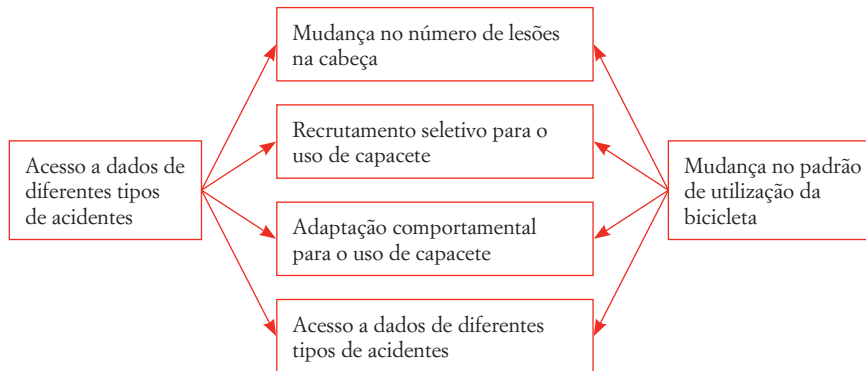 Mudança no número de lesões
na cabeça
Recrutamento seletivo para o
uso de capacete
Acesso a dados de
diferentes tipos
de acidentes
Mudança no padrão
de utilização da
bicicleta
Adaptação comportamental
para o uso de capacete
Acesso a dados de diferentes
tipos de acidentes